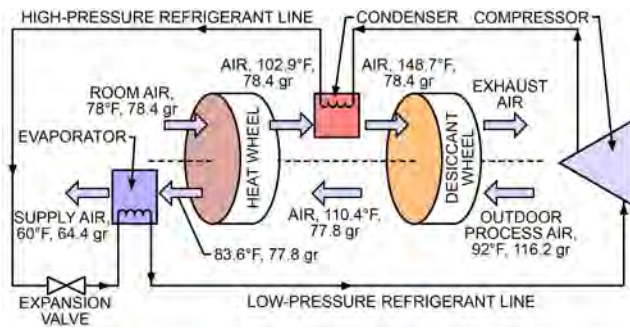 HIGH-PRESSURE REFRIGERANT LINE
CONDENSER
COMPRESSOR
AIR, 102.9°F,
78.4 gr
AIR, 148.7°F,
78.4 gr
ROOM AIR,
78°F, 78.4 gr
EXHAUST
AIR
EVAPORATOR
HEAT WHEEL
DESICCANT
WHEEL
SUPPLY AIR,
60°F, 64.4 gr
AIR, 110.4°F,
77.8 gr
OUTDOOR
PROCESS AIR,
92°F, 116.2 gr
83.6°F, 77.8 gr
EXPANSION
VALVE
LOW-PRESSURE REFRIGERANT LINE